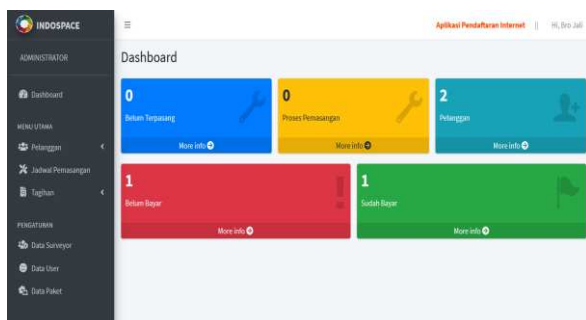 INDOSPACE
Aplikasi Pendaftaran Internet || Hi, Bro Jali
ADMINISTRATOR
Dashboard
MENU UTAMA
Pelanggan
Jadwal Pemasangan
Tagihan
PENGATURAN
Data Surveyor
Data User
Data Paket
Dashboard
0
Belum Terpasang
More info
0
Proses Pemasangan
More info
2
Pelanggan
More info
1
Belum Bayar
More info
1
Sudah Bayar
More info